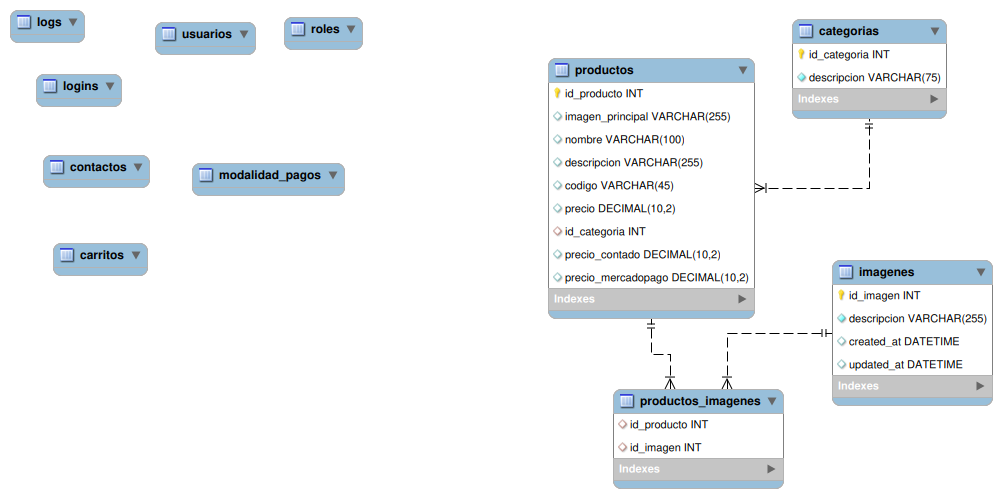 logs
usuarios
roles
logins
contactos
modalidad_pagos
carritos
productos
id_producto INT
imagen_principal VARCHAR(255)
nombre VARCHAR(100)
descripcion VARCHAR(255)
codigo VARCHAR(45)
precio DECIMAL(10,2)
id_categoria INT
precio_contado DECIMAL(10,2)
precio_mercadopago DECIMAL(10,2)
Indexes
categorias
id_categoria INT
descripcion VARCHAR(75)
Indexes
imagenes
id_imagen INT
descripcion VARCHAR(255)
created_at DATETIME
updated_at DATETIME
Indexes
productos_imagenes
id_producto INT
id_imagen INT
Indexes